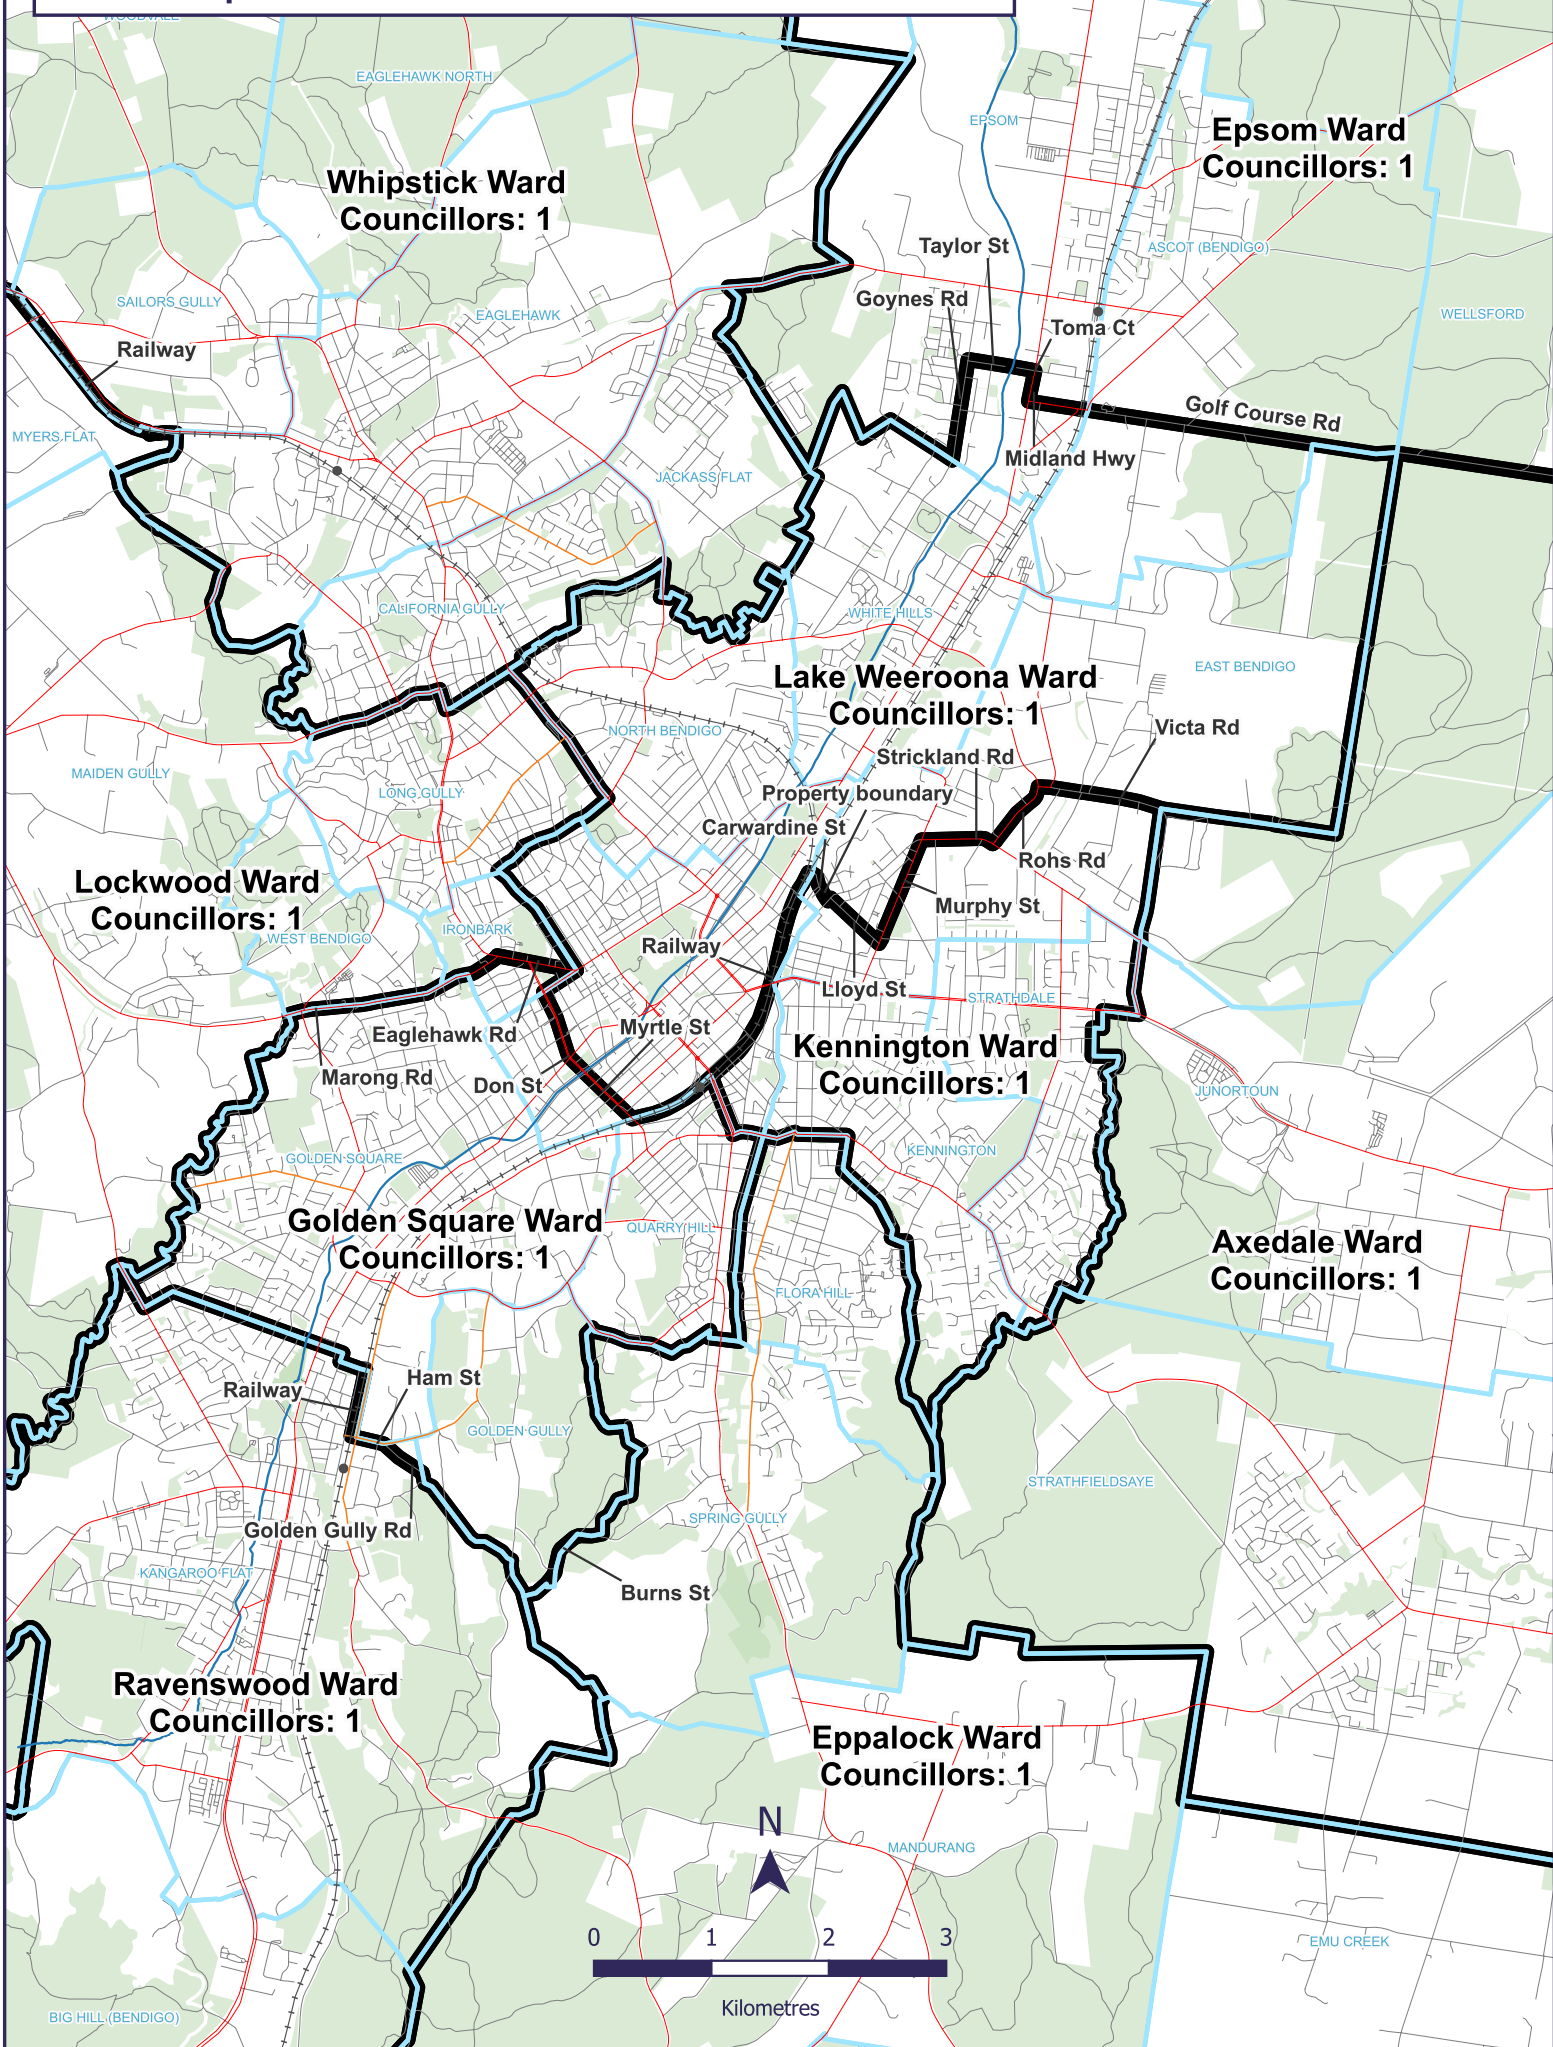 WOODVALE
EAGLEHAWK NORTH
EPSOM
Epsom Ward
Councillors: 1
Whipstick Ward
Councillors: 1
Taylor St
ASCOT (BENDIGO)
Goynes Rd
SAILORS GULLY
EAGLEHAWK
Toma Ct
WELLSFORD
Railway
Golf Course Rd
MYERS FLAT
Midland Hwy
JACKASS FLAT
CALIFORNIA GULLY
WHITE HILLS
EAST BENDIGO
Lake Weeroona Ward
Councillors: 1
NORTH BENDIGO
Victa Rd
Strickland Rd
MAIDEN GULLY
LONG GULLY
Property boundary
Carwardine St
Rohs Rd
Lockwood Ward
Councillors: 1
Murphy St
WEST BENDIGO
IRONBARK
Railway
Lloyd St
STRATHDALE
Eaglehawk Rd
Myrtle St
Kennington Ward
Councillors: 1
Marong Rd
Don St
JUNORTOUN
GOLDEN SQUARE
KENNINGTON
Golden Square Ward
Councillors: 1
QUARRY HILL
Axedale Ward
Councillors: 1
FLORA HILL
Ham St
Railway
GOLDEN GULLY
STRATHFIELDSAYE
SPRING GULLY
Golden Gully Rd
KANGAROO FLAT
Burns St
Ravenswood Ward
Councillors: 1
Eppalock Ward
Councillors: 1
N
MANDURANG
0 1 2 3
EMU CREEK
Kilometres
BIG HILL (BENDIGO)